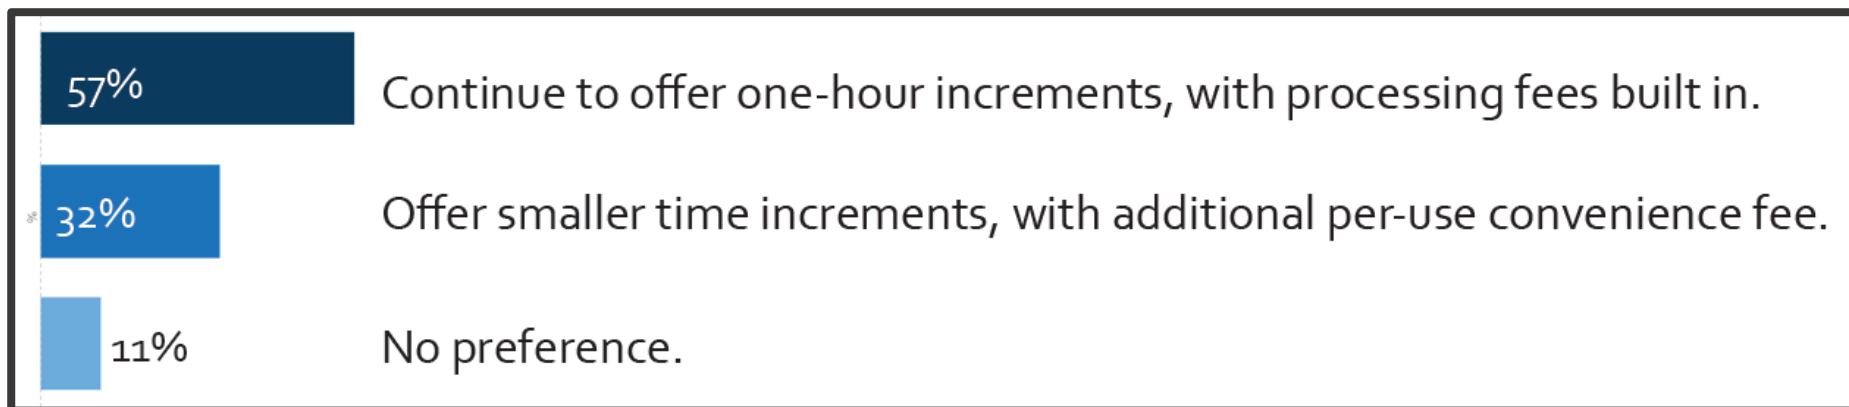 57% Continue to offer one-hour increments, with processing fees built in.
% 32% Offer smaller time increments, with additional per-use convenience fee.
11% No preference.